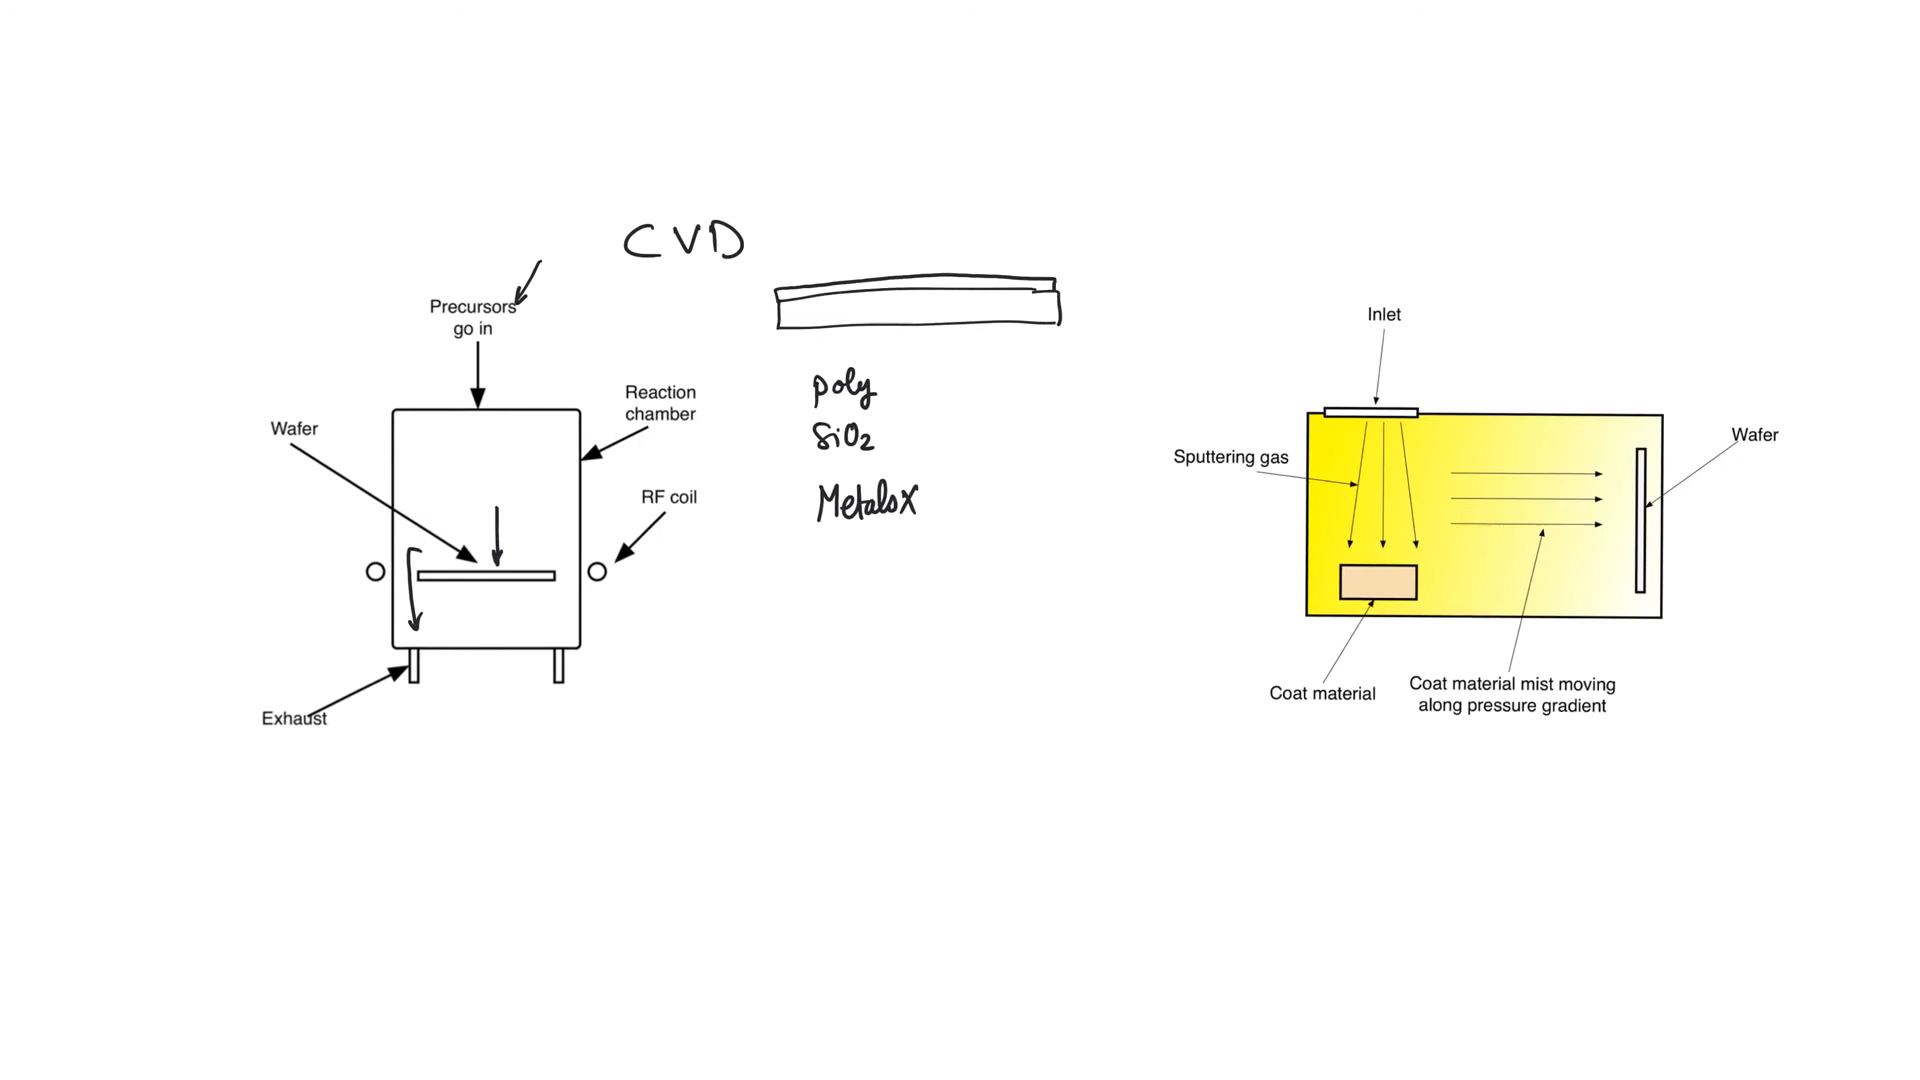 CVD
Precursors
go in
Reaction
chamber
Wafer
RF coil
Exhaust
poly
SiO2
Metals X
Inlet
Sputtering gas
Wafer
Coat material
Coat material mist moving
along pressure gradient